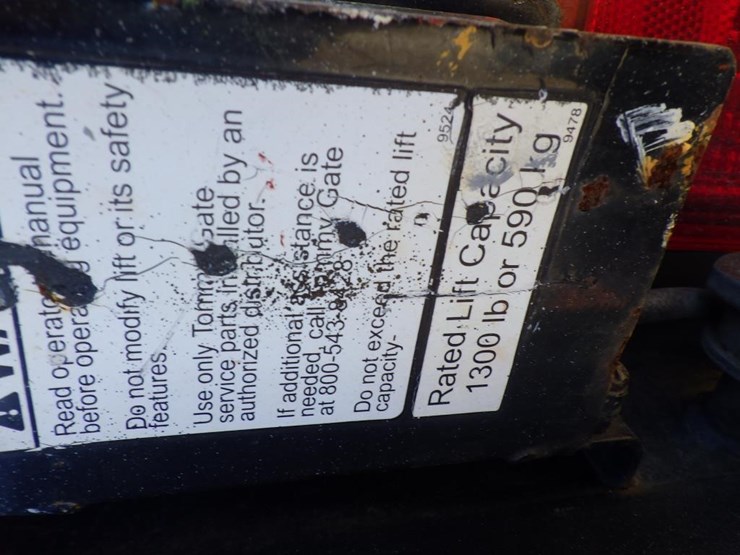 Read manual
before equipment.
Do not modify lift or its safety
features.
Use only Gate
service parts by an
authorized distributor.
If additional is
needed, call Gate
at
Do not exceed the rated lift
capacity.
9524
Rated Lift Capacity
1300 lb or 590 kg
9478